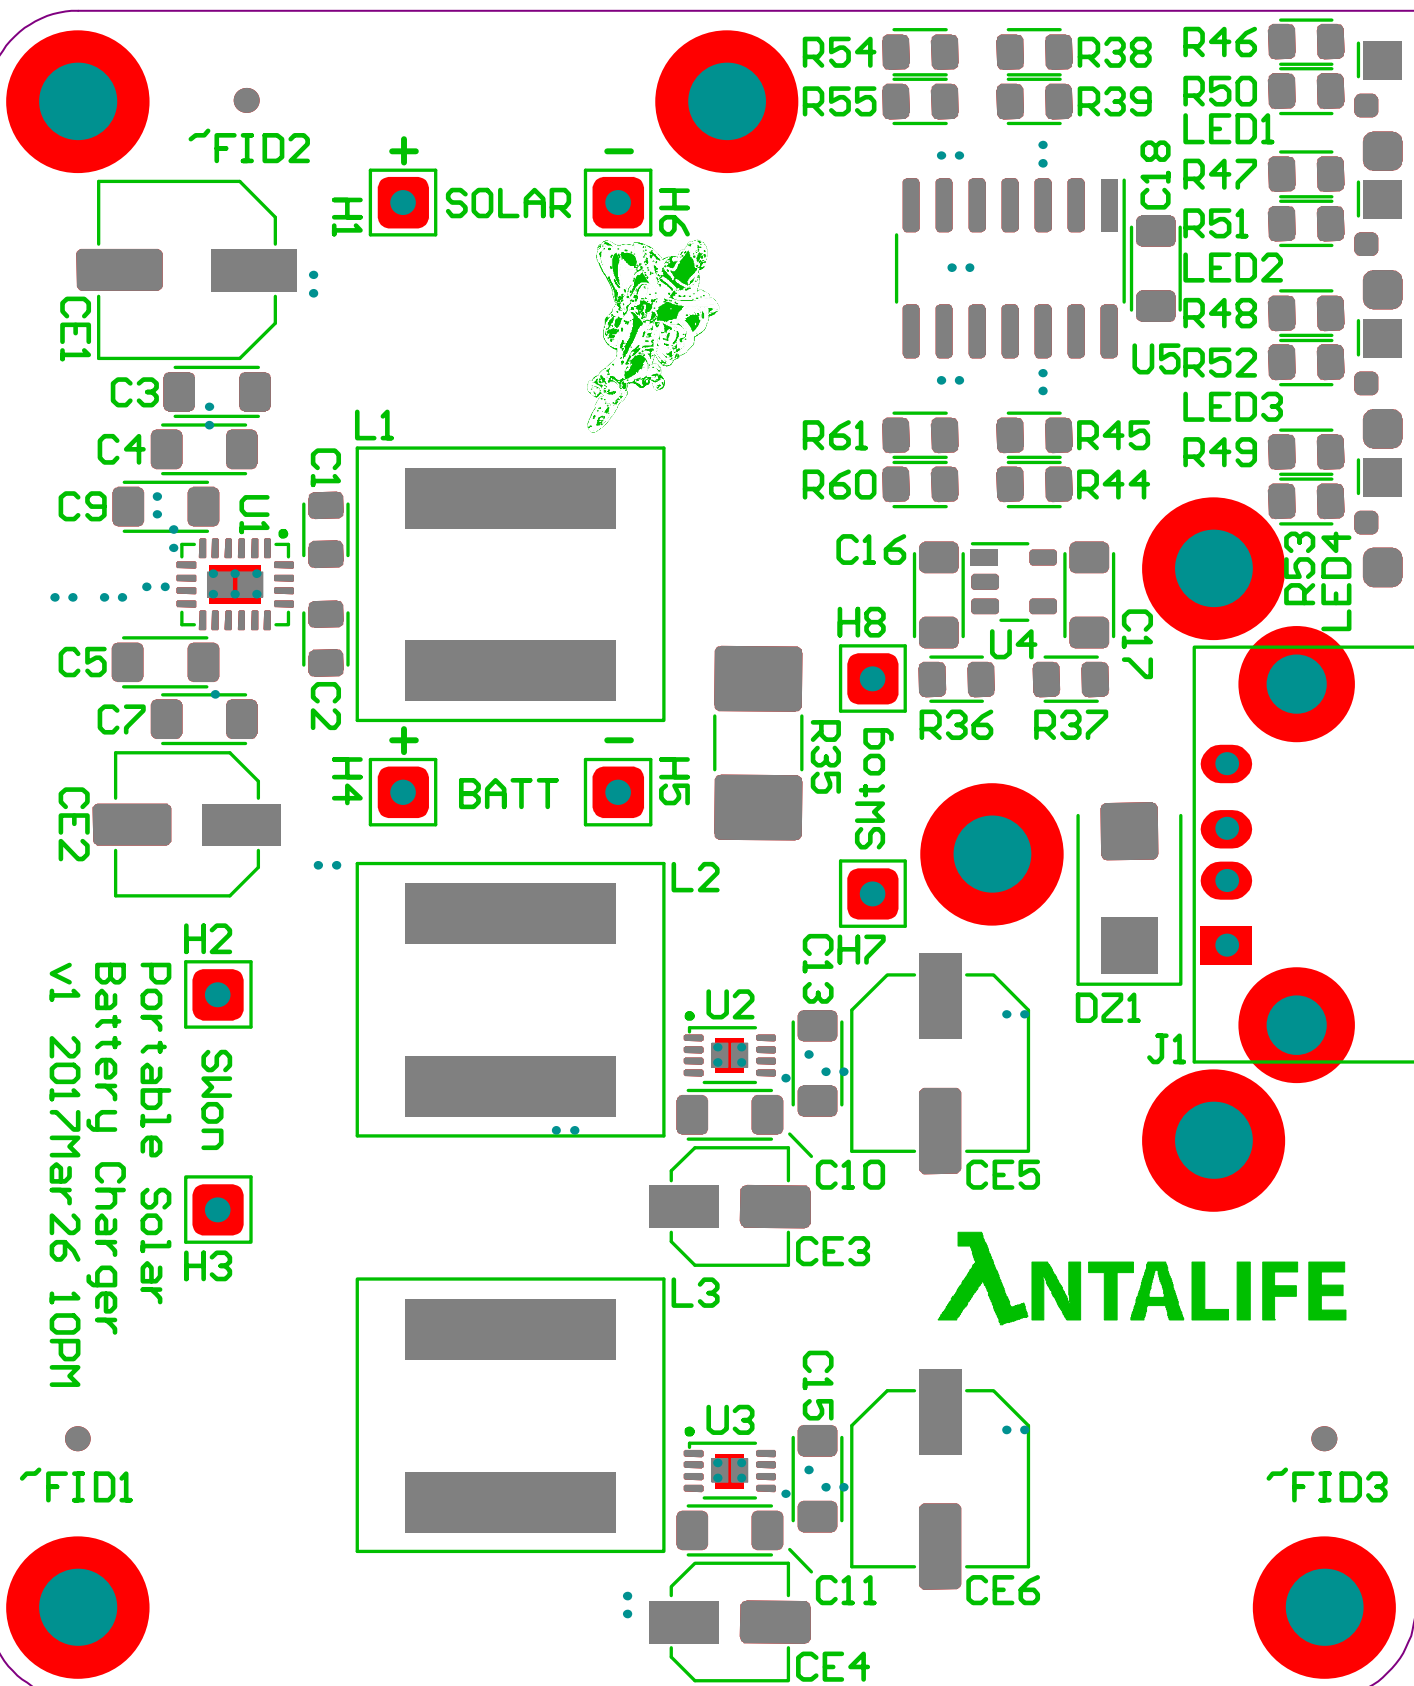 R54
R38
R46
R55
R39
R50
~FID2
LED1
+
-
C18
R47
H1
SOLAR
H6
R51
LED2
CE1
R48
U5
R52
C3
LED3
L1
C4
R61
R45
R49
C1
R60
R44
C9
U1
C16
R53
LED4
H8
U4
C17
C5
C2
C7
R36
R37
R35
SWtoq
+
-
H4
BATT
H5
CE2
L2
H2
C13
H7
Portable Solar
Battery Charger
v1 2017Mar26 10PM
U2
DZ1
J1
SWon
C10
CE5
H3
CE3
L3
λNTALIFE
C15
U3
~FID1
~FID3
C11
CE6
CE4